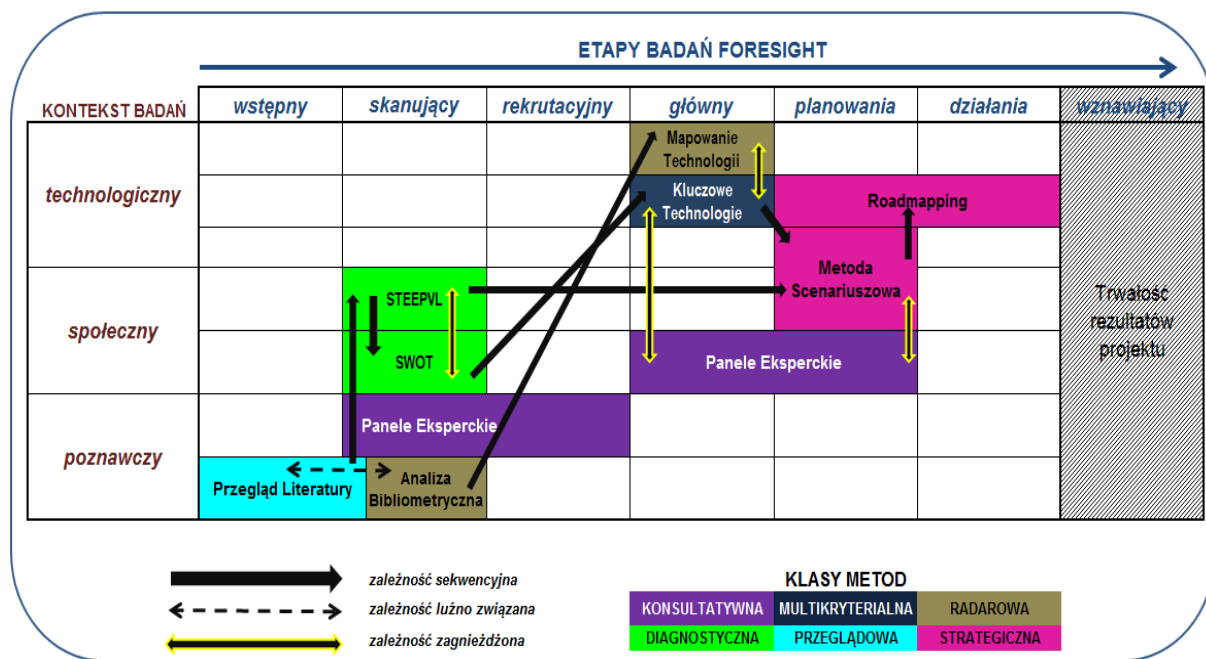 ETAPY BADAŃ FORESIGHT
KONTEKST BADAŃ
wstępny
skanujący
rekrutacyjny
główny
planowania
działania
wznawiający
technologiczny
Mapowanie
Technologii
Kluczowe
Technologie
Roadmapping
Metoda
Scenariuszowa
społeczny
STEEPVL
SWOT
Panele Eksperckie
Trwałość
rezultatów
projektu
poznawczy
Panele Eksperckie
Przegląd Literatury
Analiza
Bibliometryczna
zależność sekwencyjna
zależność luźno związana
zależność zagnieżdżona
KLASY METOD
KONSULTATYWNA
MULTIKRYTERIALNA
RADAROWA
DIAGNOSTYCZNA
PRZEGLĄDOWA
STRATEGICZNA